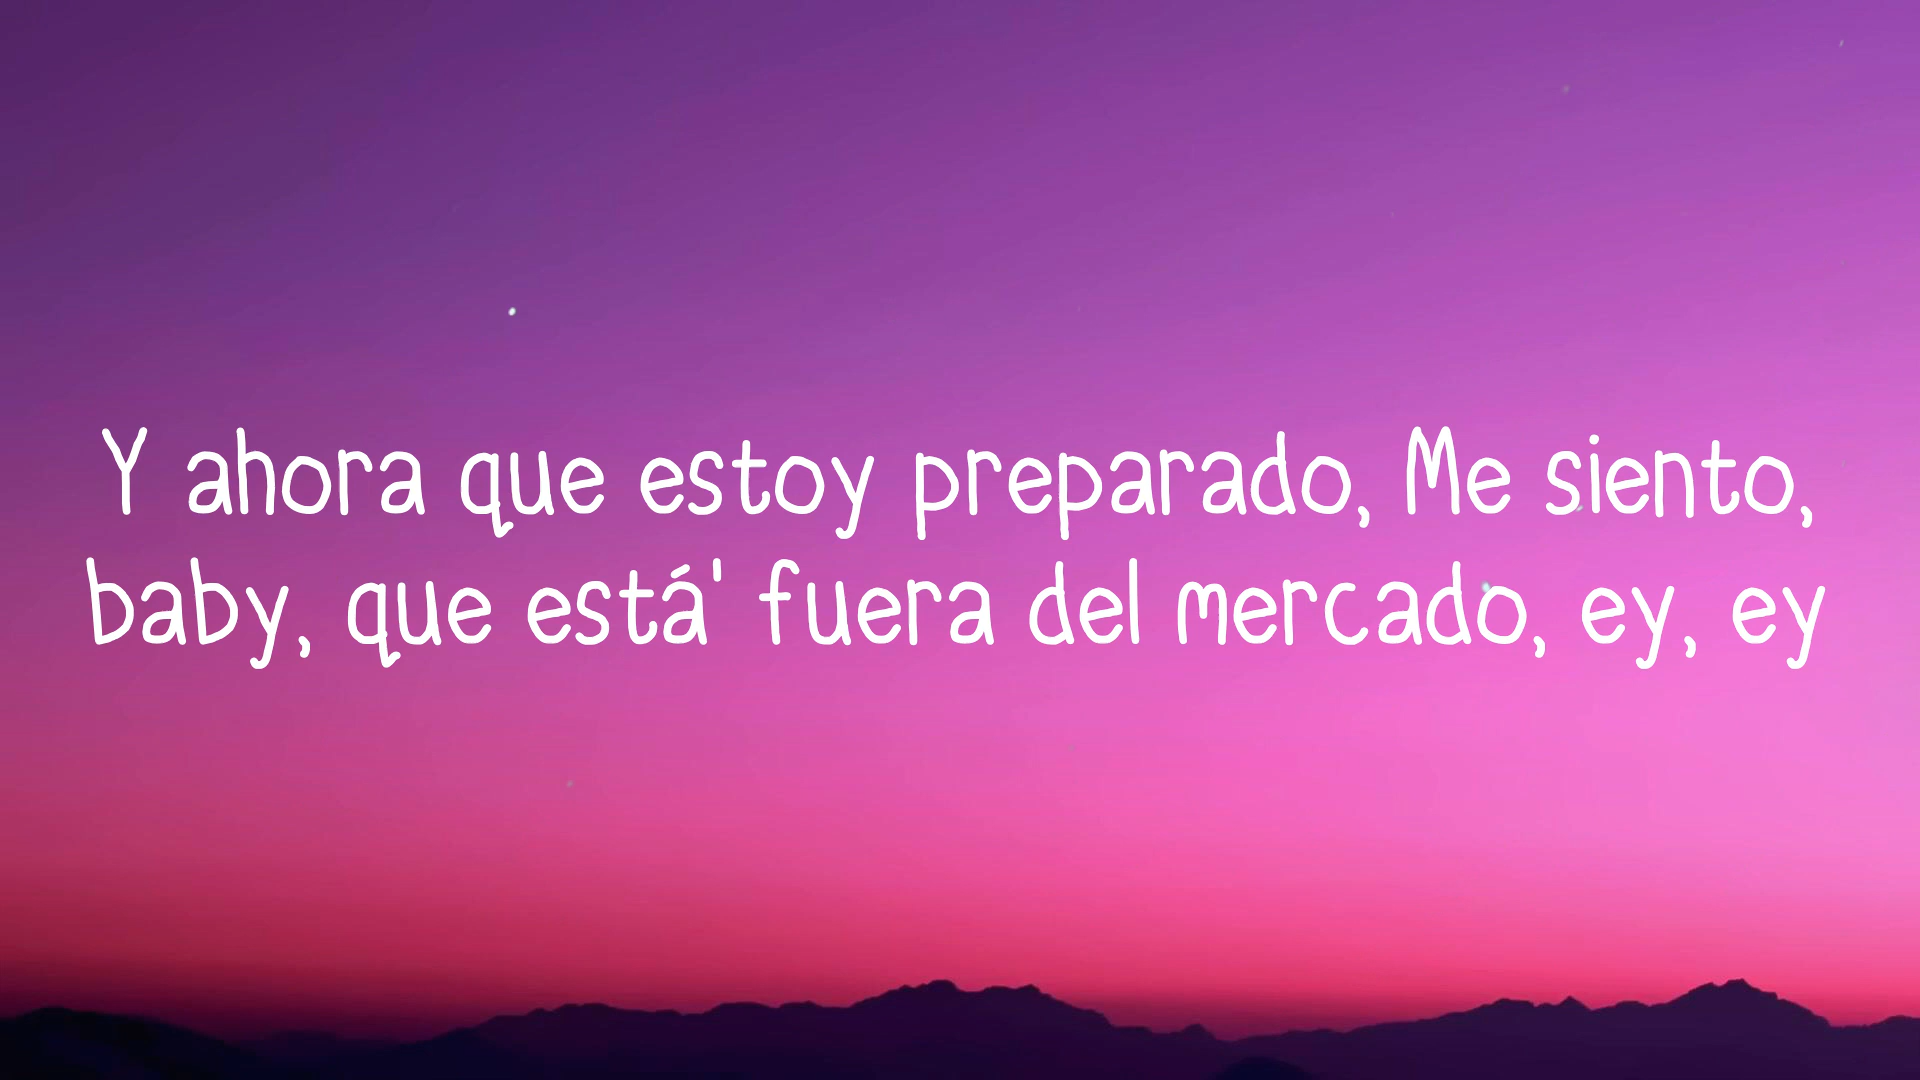 Y ahora que estoy preparado, Me siento,
baby, que está' fuera del mercado, ey, ey